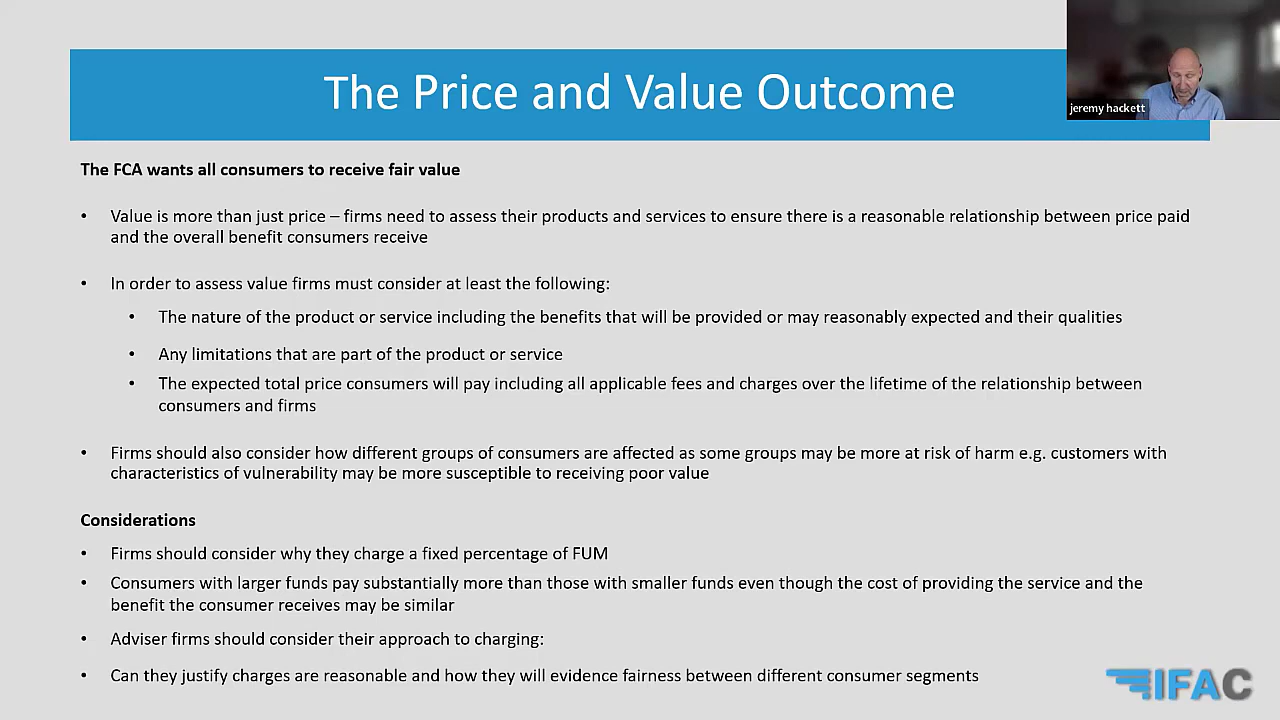 The Price and Value Outcome
jeremy hackett
The FCA wants all consumers to receive fair value
• Value is more than just price – firms need to assess their products and services to ensure there is a reasonable relationship between price paid
and the overall benefit consumers receive
• In order to assess value firms must consider at least the following:
• The nature of the product or service including the benefits that will be provided or may reasonably expected and their qualities
• Any limitations that are part of the product or service
• The expected total price consumers will pay including all applicable fees and charges over the lifetime of the relationship between
consumers and firms
• Firms should also consider how different groups of consumers are affected as some groups may be more at risk of harm e.g. customers with
characteristics of vulnerability may be more susceptible to receiving poor value
Considerations
• Firms should consider why they charge a fixed percentage of FUM
• Consumers with larger funds pay substantially more than those with smaller funds even though the cost of providing the service and the
benefit the consumer receives may be similar
• Adviser firms should consider their approach to charging:
• Can they justify charges are reasonable and how they will evidence fairness between different consumer segments
IFAC